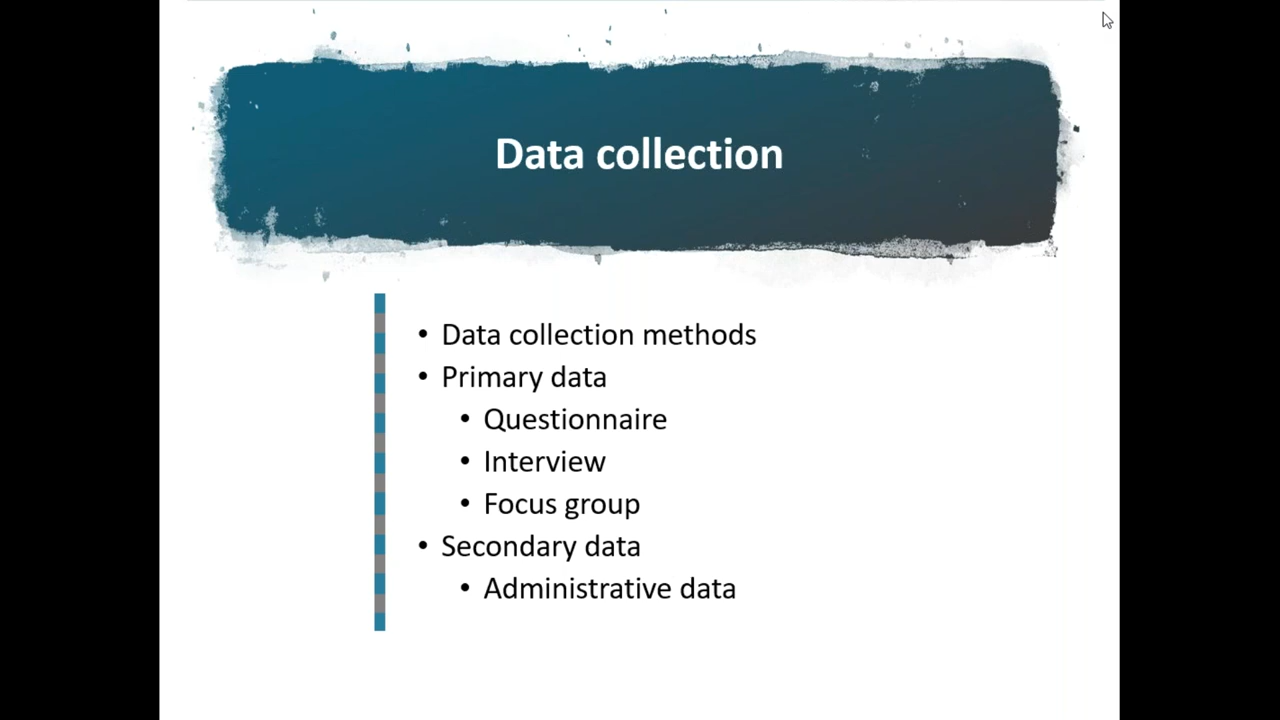 Data collection
• Data collection methods
• Primary data
• Questionnaire
• Interview
• Focus group
• Secondary data
• Administrative data